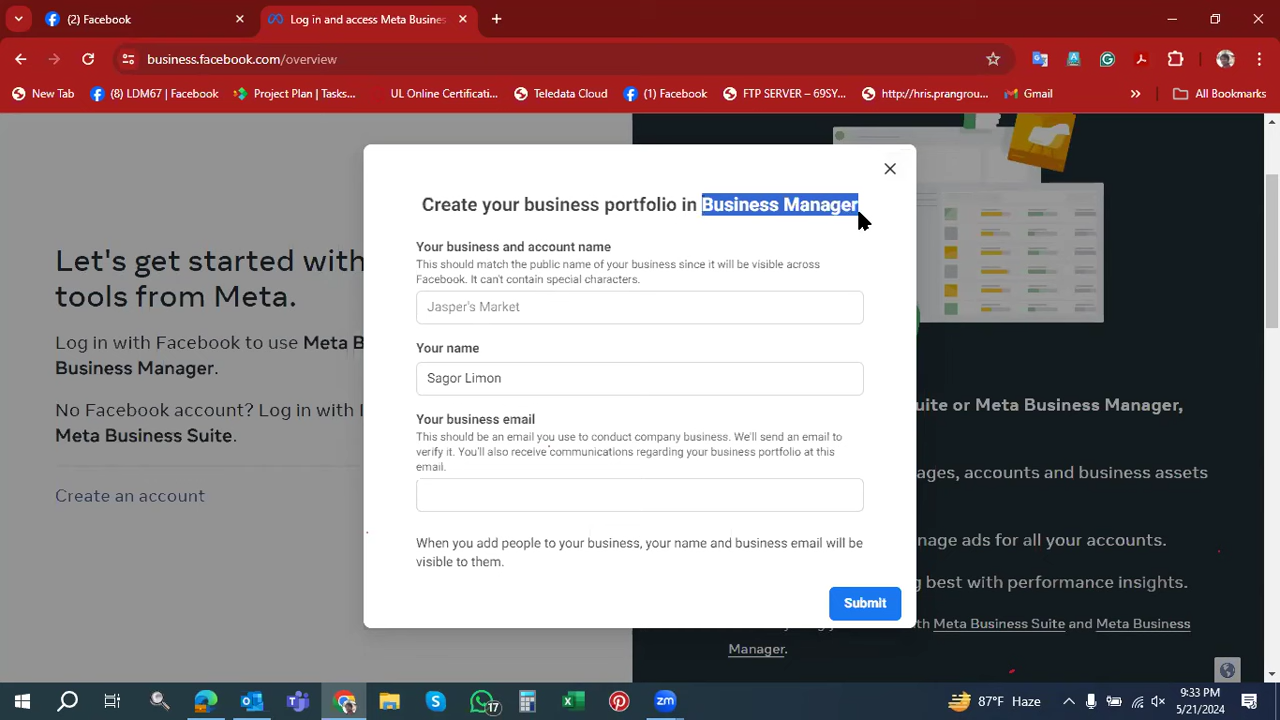 (2) Facebook
Log in and access Meta Busines
business.facebook.com/overview
New Tab
(8) LDM67 | Facebook
Project Plan | Tasks...
UL Online Certificati...
Teledata Cloud
(1) Facebook
FTP SERVER – 69SY...
http://hris.prangrou...
Gmail
»
All Bookmarks
Let's get started with
tools from Meta.
Log in with Facebook to use Meta B
Business Manager.
No Facebook account? Log in with I
Meta Business Suite.
Create an account
Create your business portfolio in Business Manager
Your business and account name
This should match the public name of your business since it will be visible across
Facebook. It can't contain special characters.
Jasper's Market
Your name
Sagor Limon
Your business email
This should be an email you use to conduct company business. We'll send an email to
verify it. You'll also receive communications regarding your business portfolio at this
email.
When you add people to your business, your name and business email will be
visible to them.
Submit
uite or Meta Business Manager,
ages, accounts and business assets
nage ads for all your accounts.
g best with performance insights.
th Meta Business Suite and Meta Business
Manager.
17
zm
87°F Haze
9:33 PM
5/21/2024